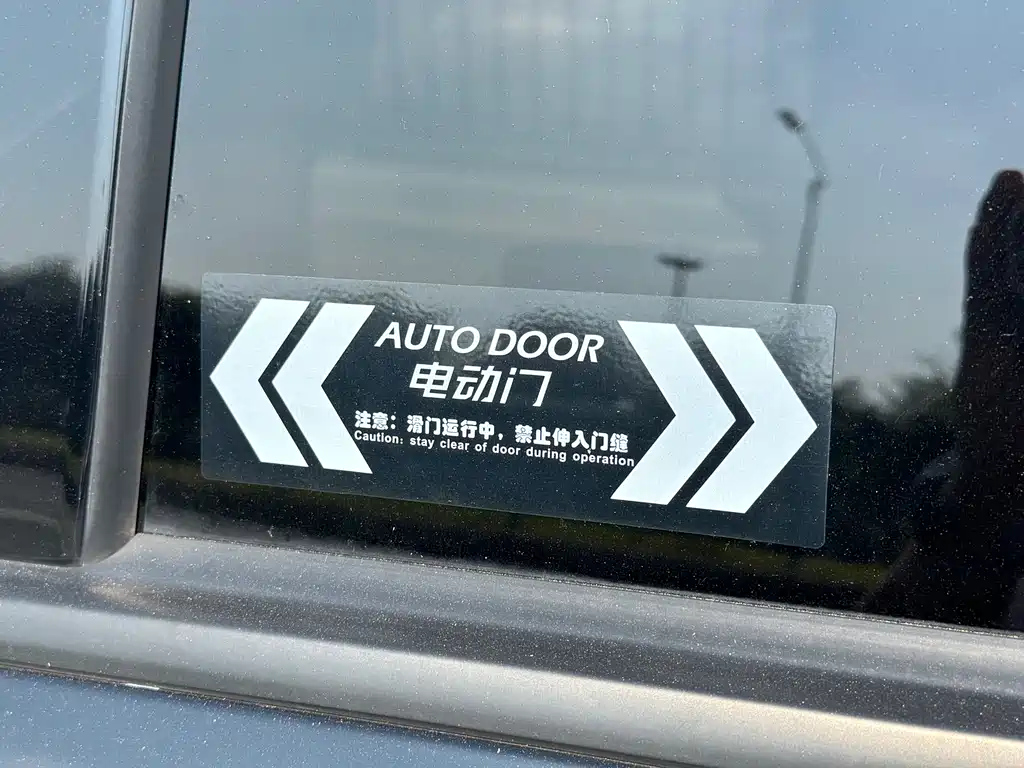 AUTO DOOR
电动门
注意：滑门运行中，禁止伸入门缝
Caution: stay clear of door during operation